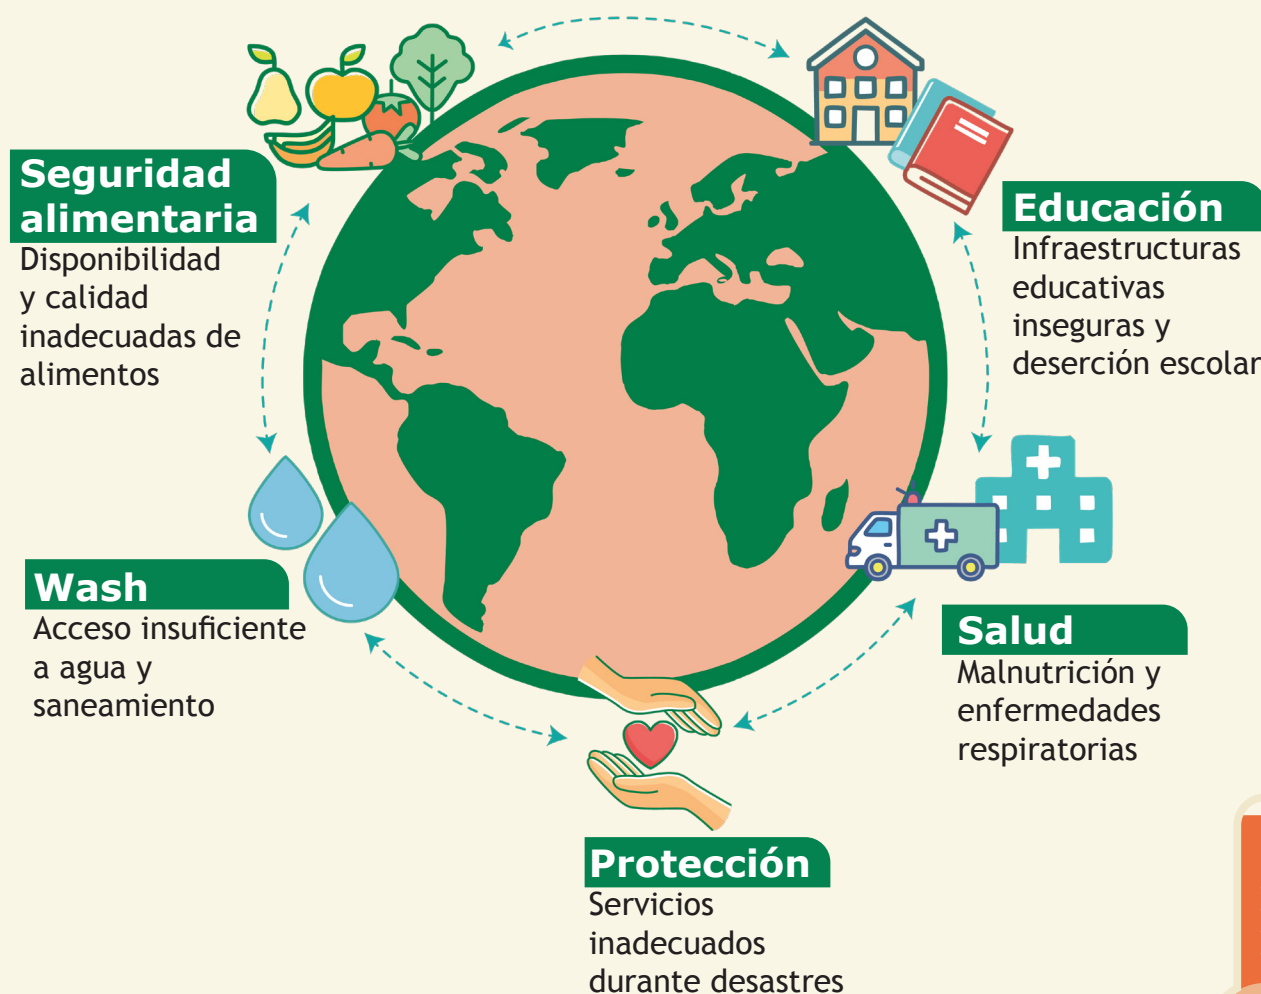 Seguridad
alimentaria
Disponibilidad
y calidad
inadecuadas de
alimentos
Educación
Infraestructuras
educativas
inseguras y
deserción escolar
Wash
Acceso insuficiente
a agua y
saneamiento
Salud
Malnutrición y
enfermedades
respiratorias
Protección
Servicios
inadecuados
durante desastres